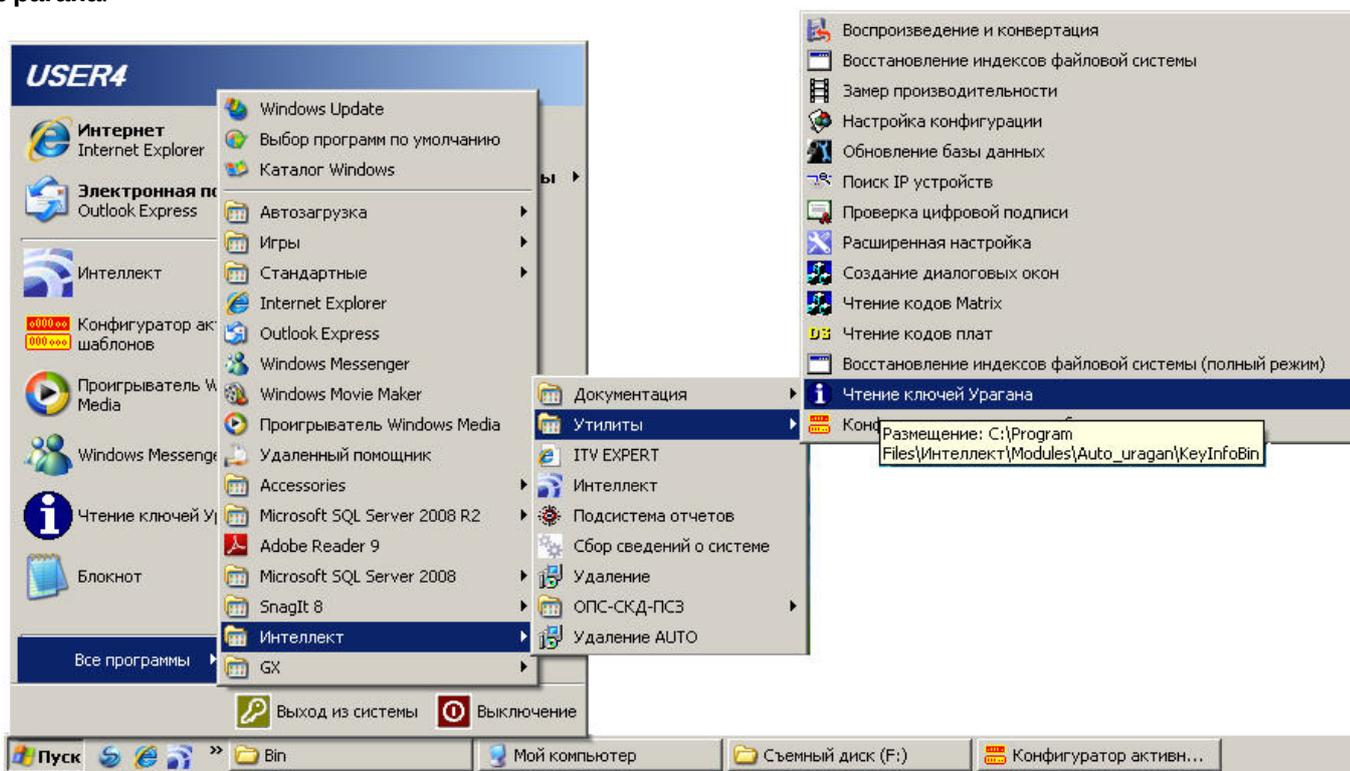 USER4
Интернет
Internet Explorer
Электронная по
Outlook Express
Интеллект
Конфигуратор ак
шаблонов
Проигрыватель W
Media
Windows Messenge
Чтение ключей У
Блокнот
Все программы
Windows Update
Выбор программ по умолчанию
Каталог Windows
Автозагрузка
Игры
Стандартные
Internet Explorer
Outlook Express
Windows Messenger
Windows Movie Maker
Проигрыватель Windows Media
Удаленный помощник
Accessories
Microsoft SQL Server 2008 R2
Adobe Reader 9
Microsoft SQL Server 2008
SnagIt 8
Интеллект
GX
ы
Документация
Утилиты
ITV EXPERT
Интеллект
Подсистема отчетов
Сбор сведений о системе
Удаление
ОПС-СКД-ПСЗ
Удаление AUTO
Воспроизведение и конвертация
Восстановление индексов файловой системы
Замер производительности
Настройка конфигурации
Обновление базы данных
Поиск IP устройств
Проверка цифровой подписи
Расширенная настройка
Создание диалоговых окон
Чтение кодов Matrix
Чтение кодов плат
Восстановление индексов файловой системы (полный режим)
Чтение ключей Урагана
Конф
Размещение: C:\Program
Files\Интеллект\Modules\Auto_uragan\KeyInfoBin
Выход из системы
Выключение
Пуск
»
Bin
Мой компьютер
Съемный диск (F:)
Конфигуратор активн...